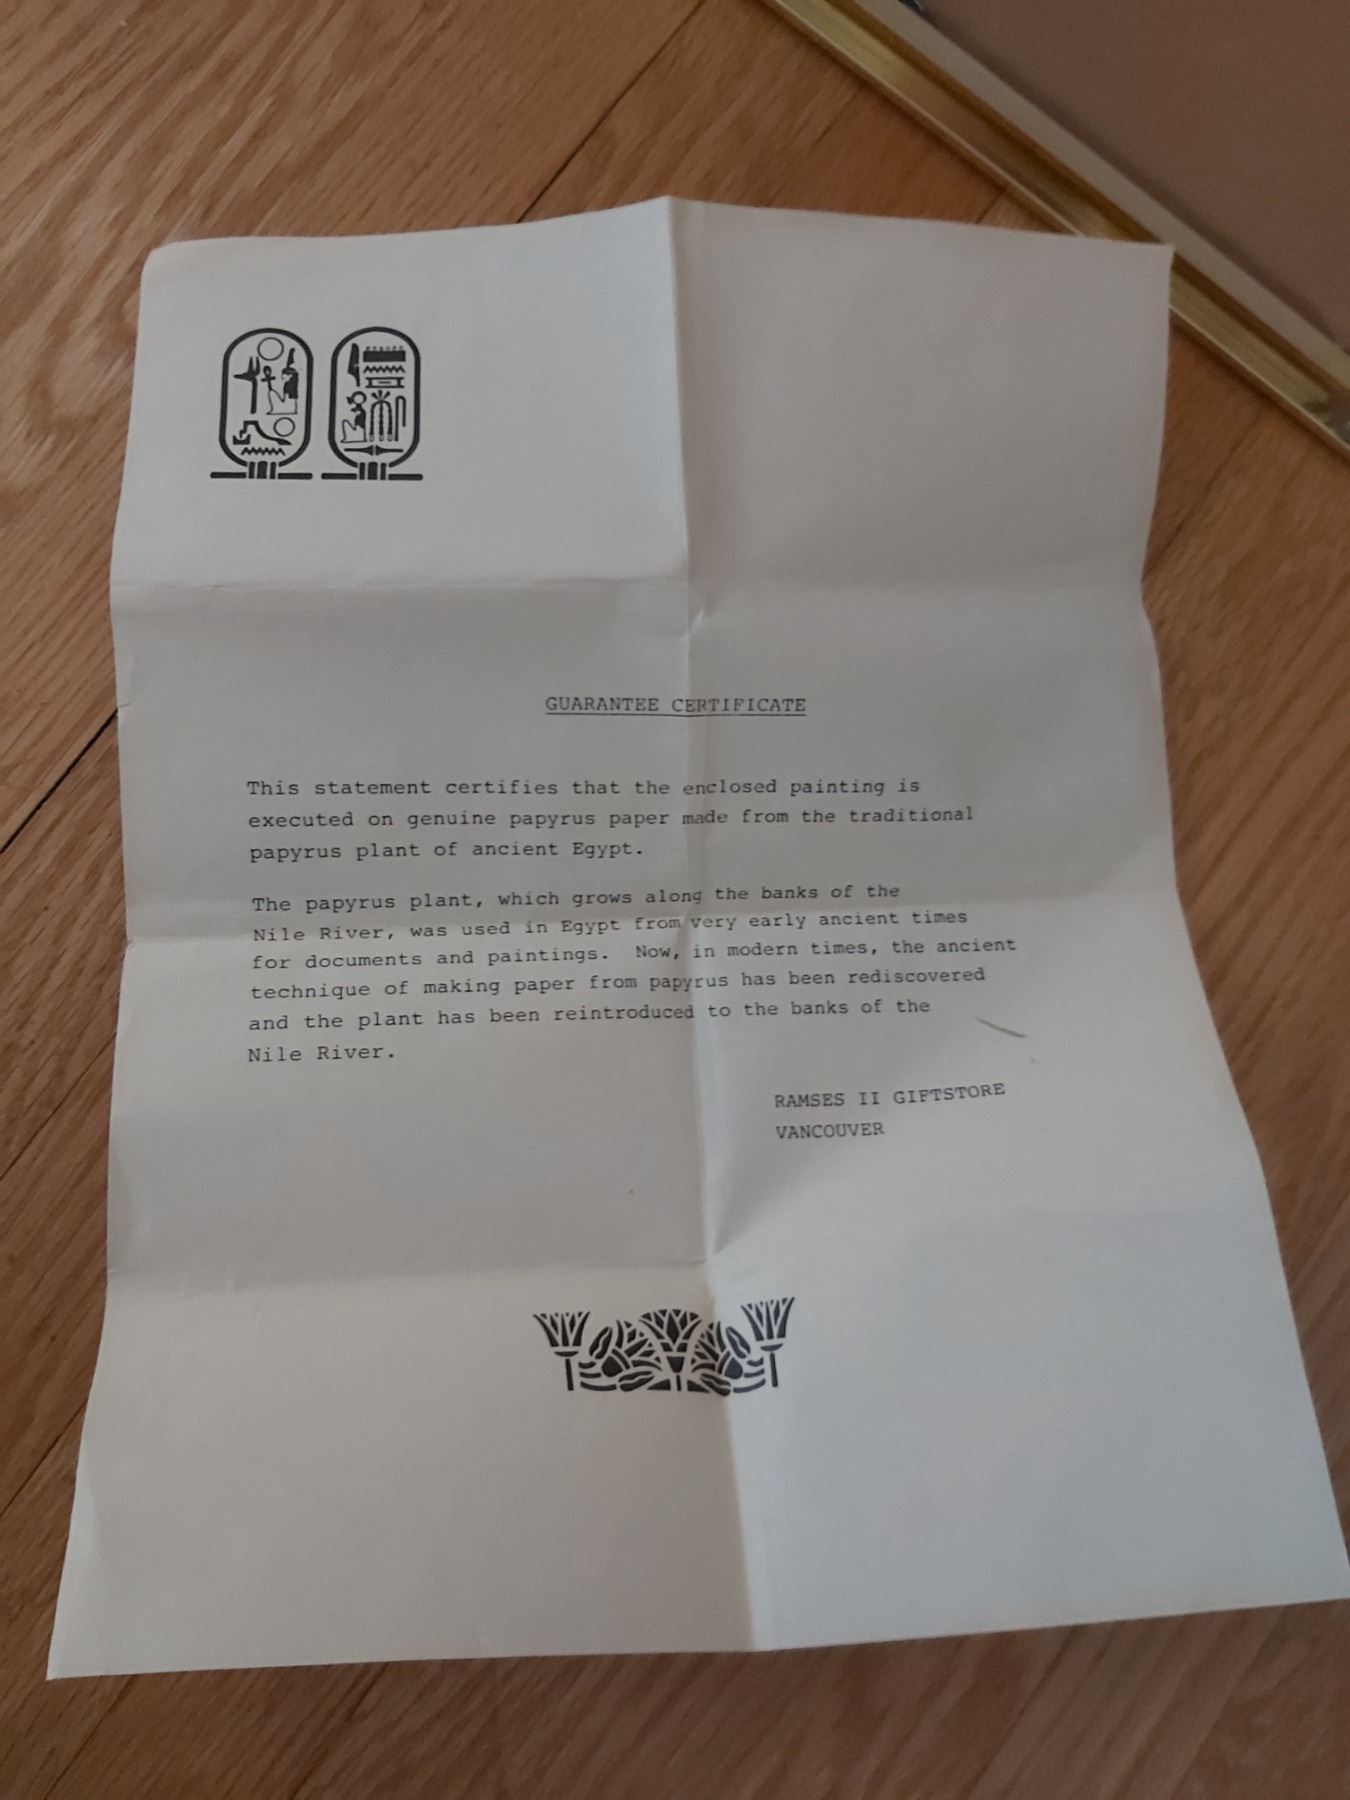 GUARANTEE CERTIFICATE
This statement certifies that the enclosed painting is
executed on genuine papyrus paper made from the traditional
papyrus plant of ancient Egypt.
The papyrus plant, which grows along the banks of the
Nile River, was used in Egypt from very early ancient times
for documents and paintings. Now, in modern times, the ancient
technique of making paper from papyrus has been rediscovered
and the plant has been reintroduced to the banks of the
Nile River.
RAMSES II GIFTSTORE
VANCOUVER